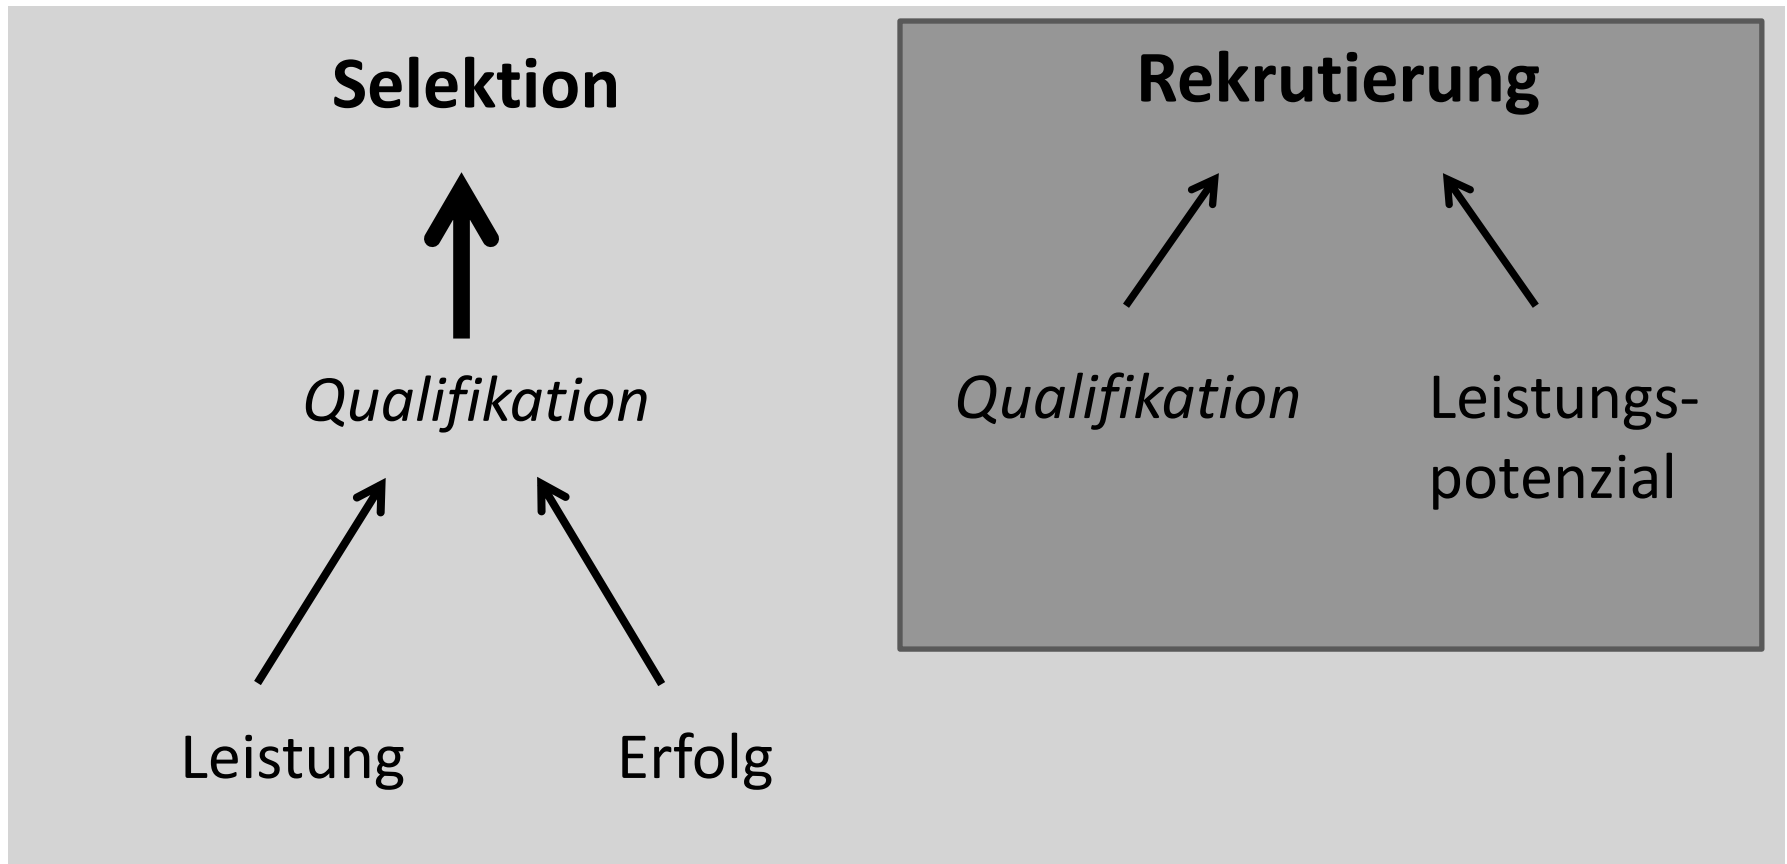 Selektion
Qualifikation
Leistung
Erfolg
Rekrutierung
Qualifikation
Leistungs-
potenzial